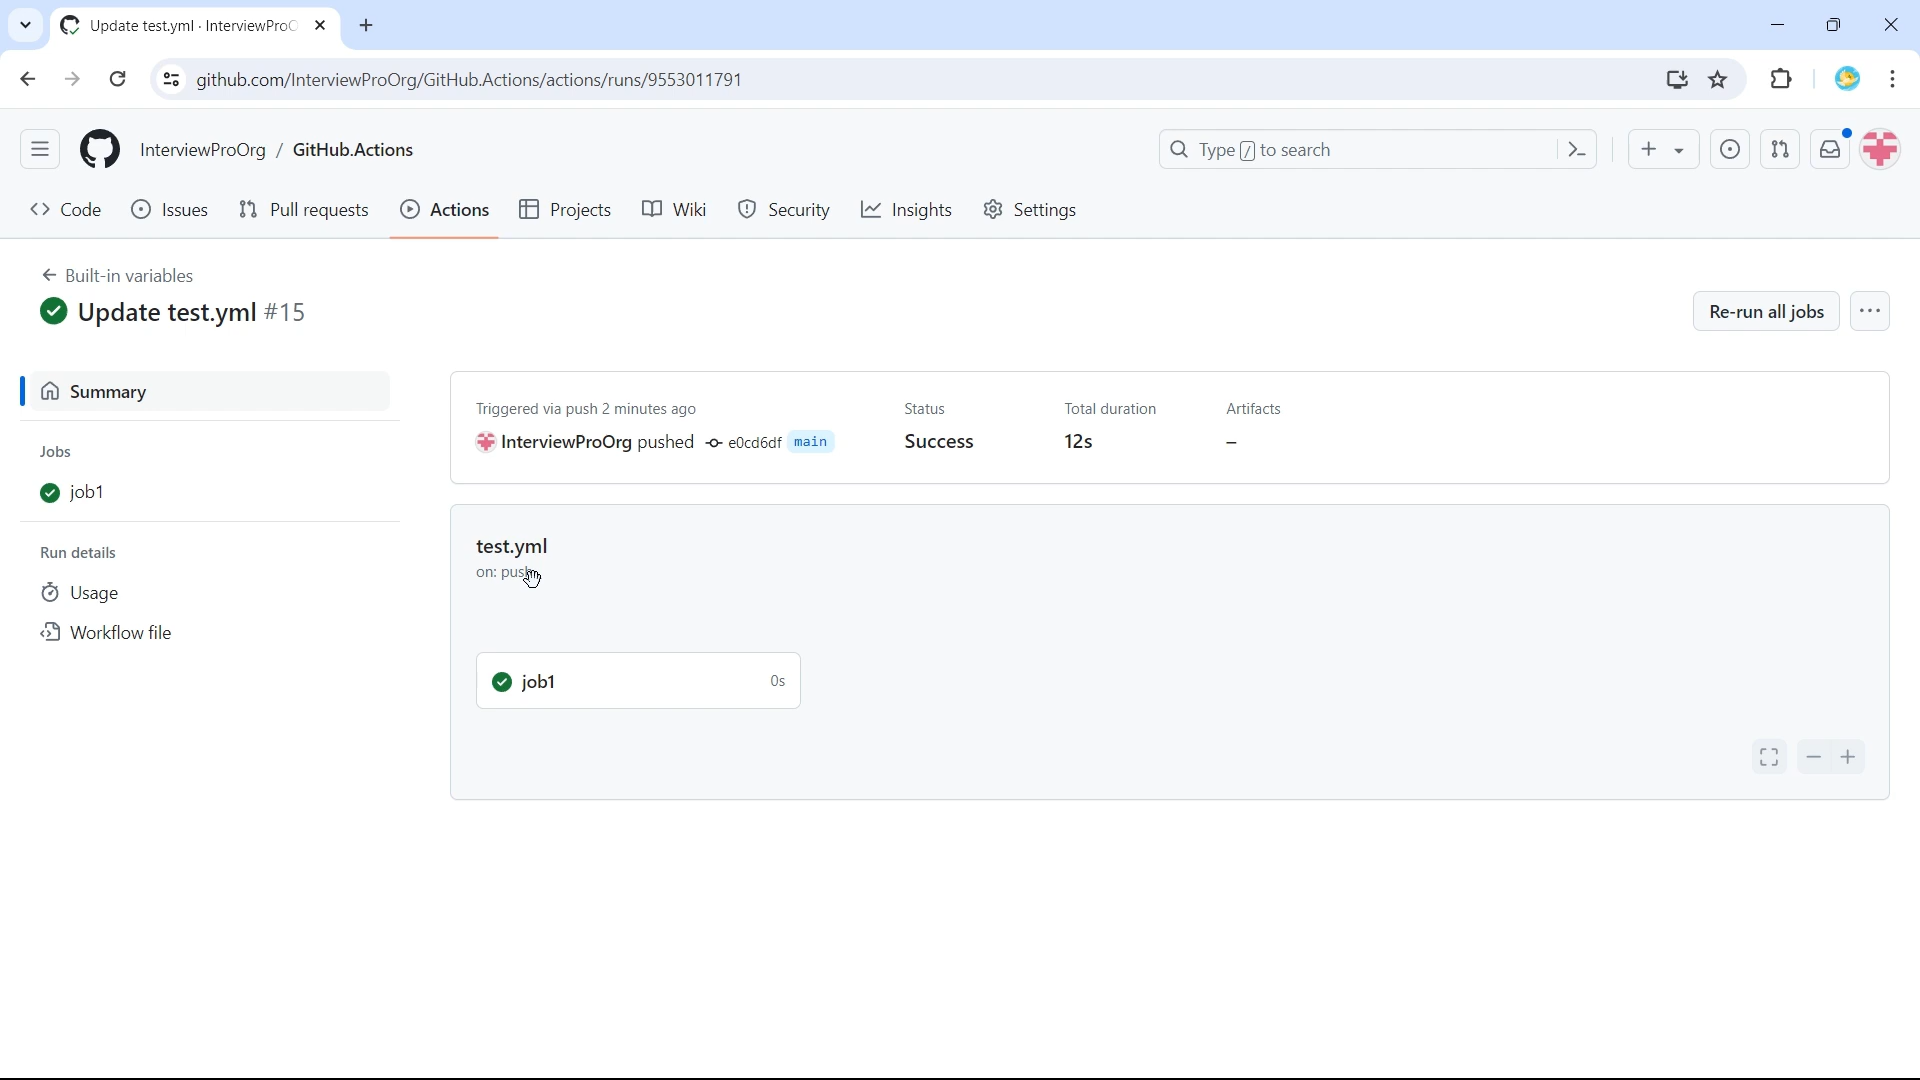 Update test.yml · InterviewProO
github.com/InterviewProOrg/GitHub.Actions/actions/runs/9553011791
InterviewProOrg / GitHub.Actions
Type / to search
Code Issues Pull requests Actions Projects Wiki Security Insights Settings
Built-in variables
Update test.yml #15
Re-run all jobs
Summary
Jobs
job1
Run details
Usage
Workflow file
Triggered via push 2 minutes ago
InterviewProOrg pushed e0cd6df main
Status
Success
Total duration
12s
Artifacts
–
test.yml
on: push
job1 0s